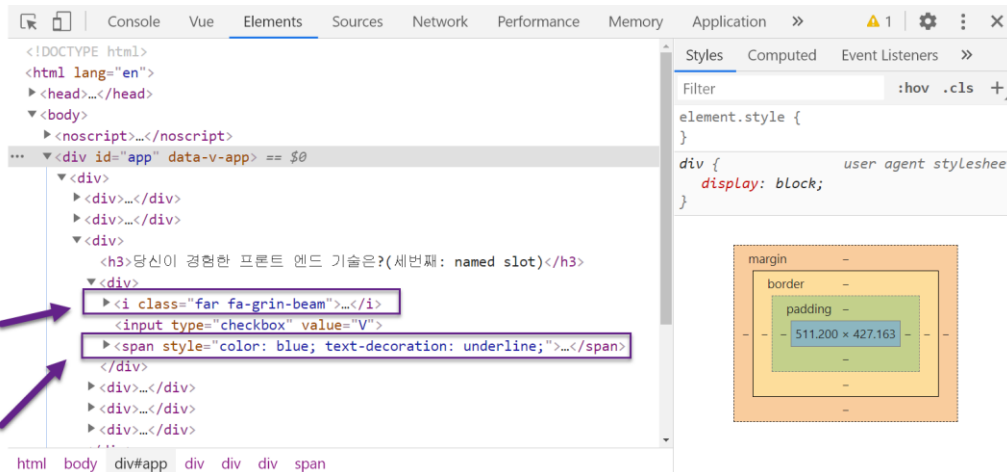 Console Vue Elements Sources Network Performance Memory Application » 1
<!DOCTYPE html>
<html lang="en">
<head>…</head>
<body>
<noscript>…</noscript>
<div id="app" data-v-app> == $0
<div>
<div>…</div>
<div>…</div>
<div>
<h3>당신이 경험한 프론트 엔드 기술은?(세번째: named slot)</h3>
<div>
<i class="far fa-grin-beam">…</i>
<input type="checkbox" value="V">
<span style="color: blue; text-decoration: underline;">…</span>
</div>
<div>…</div>
<div>…</div>
<div>…</div>
html body div#app div div div span
Styles Computed Event Listeners »
Filter :hov .cls +
element.style {
}
div { user agent styleshee
display: block;
}
margin –
border –
padding –
– – – 511.200 × 427.163 – – –
–
–
–